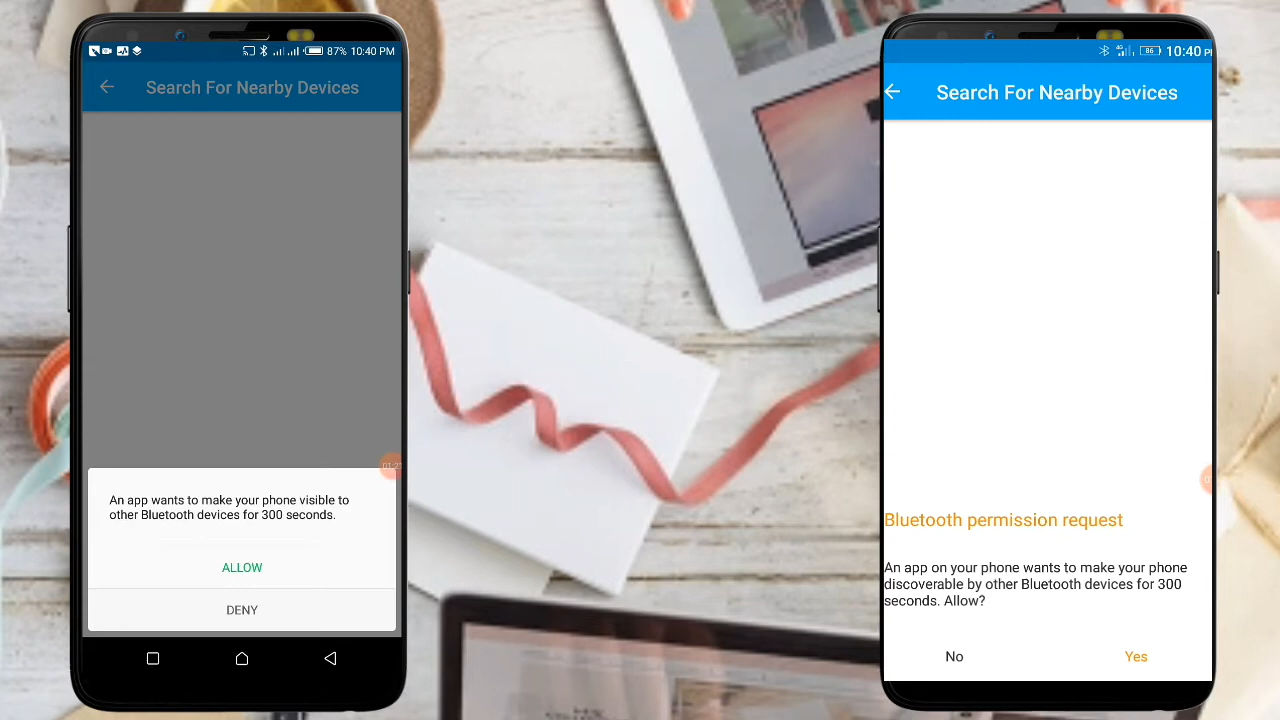 87% 10:40 PM
Search For Nearby Devices
An app wants to make your phone visible to
other Bluetooth devices for 300 seconds.
ALLOW
DENY
4G 86 10:40
Search For Nearby Devices
Bluetooth permission request
An app on your phone wants to make your phone
discoverable by other Bluetooth devices for 300
seconds. Allow?
No
Yes